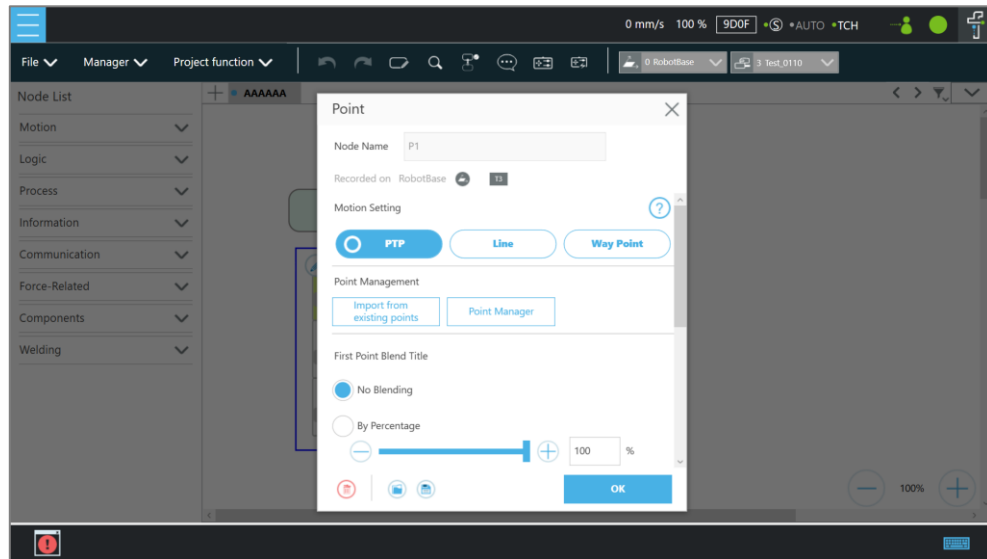 0 mm/s 100 % 9D0F S AUTO TCH
File Manager Project function 0 RobotBase 3 Test_0110
Node List
AAAAAA
Motion
Logic
Process
Information
Communication
Force-Related
Components
Welding
Point
Node Name P1
Recorded on RobotBase T3
Motion Setting ?
PTP Line Way Point
Point Management
Import from
existing points
Point Manager
First Point Blend Title
No Blending
By Percentage
100 %
OK
100%